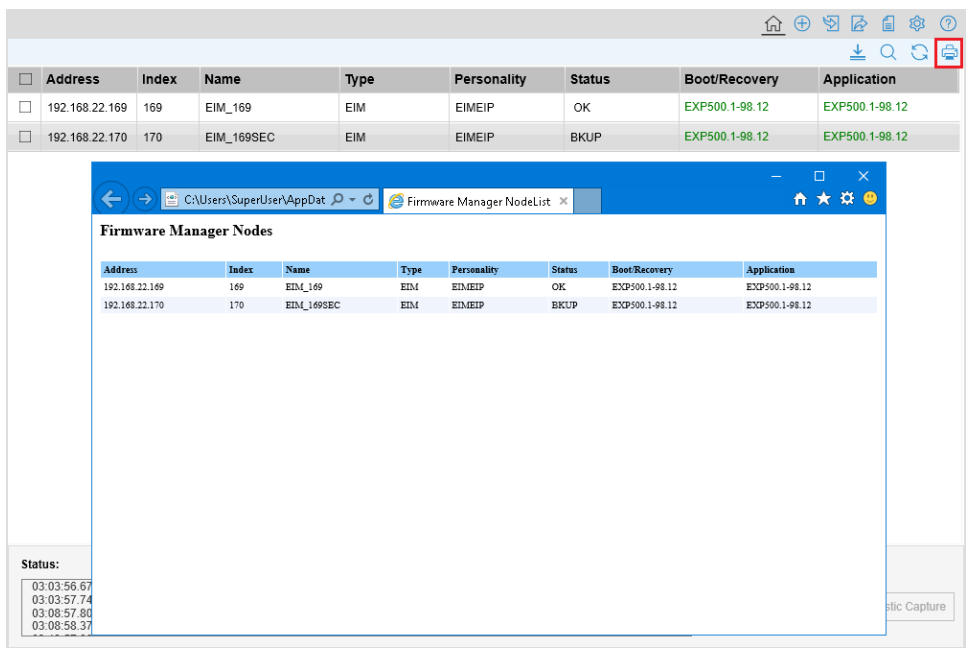 Address Index Name Type Personality Status Boot/Recovery Application
192.168.22.169 169 EIM_169 EIM EIMEIP OK EXP500.1-98.12 EXP500.1-98.12
192.168.22.170 170 EIM_169SEC EIM EIMEIP BKUP EXP500.1-98.12 EXP500.1-98.12
C:\Users\SuperUser\AppDat Firmware Manager NodeList
Firmware Manager Nodes
Address Index Name Type Personality Status Boot/Recovery Application
192.168.22.169 169 EIM_169 EIM EIMEIP OK EXP500.1-98.12 EXP500.1-98.12
192.168.22.170 170 EIM_169SEC EIM EIMEIP BKUP EXP500.1-98.12 EXP500.1-98.12
Status:
03:03:56.67
03:03:57.74
03:08:57.80
03:08:58.37
stic Capture